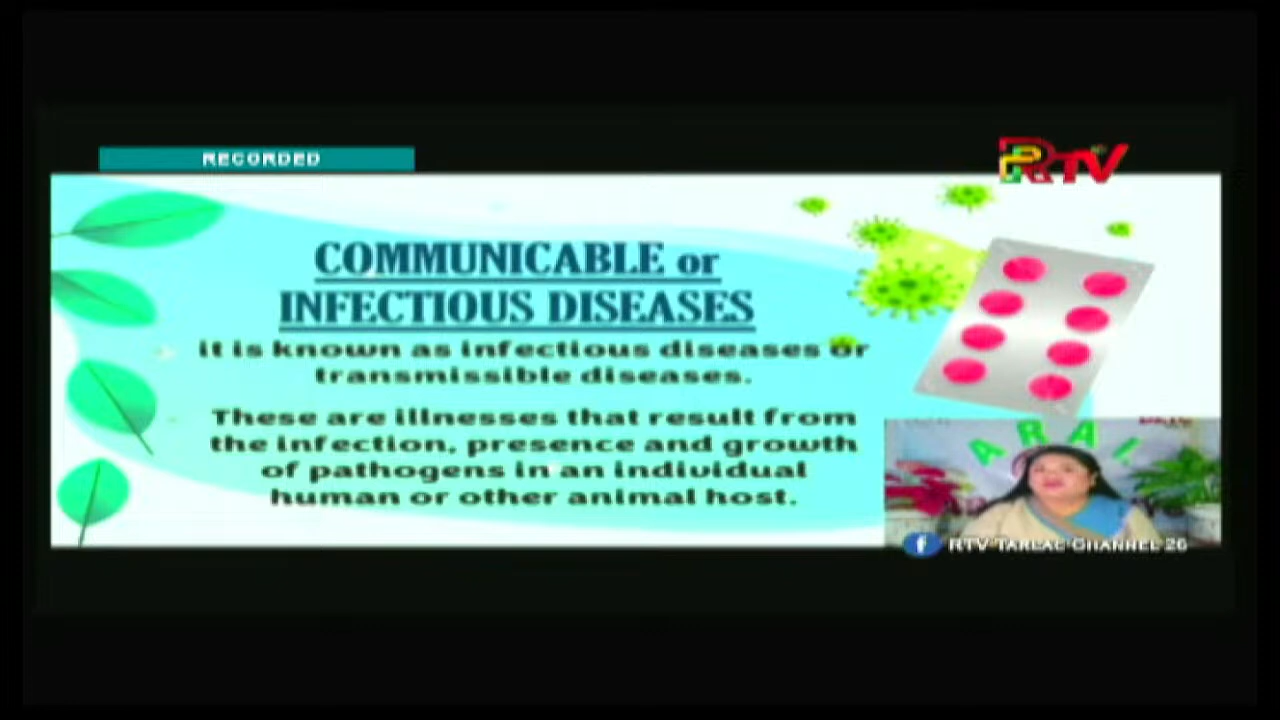 RECORDED
RTV
COMMUNICABLE or
INFECTIOUS DISEASES
it is known as infectious diseases or
transmissible diseases.
These are illnesses that result from
the infection, presence and growth
of pathogens in an individual
human or other animal host.
ARAL
RTV TARLAC CHANNEL 26